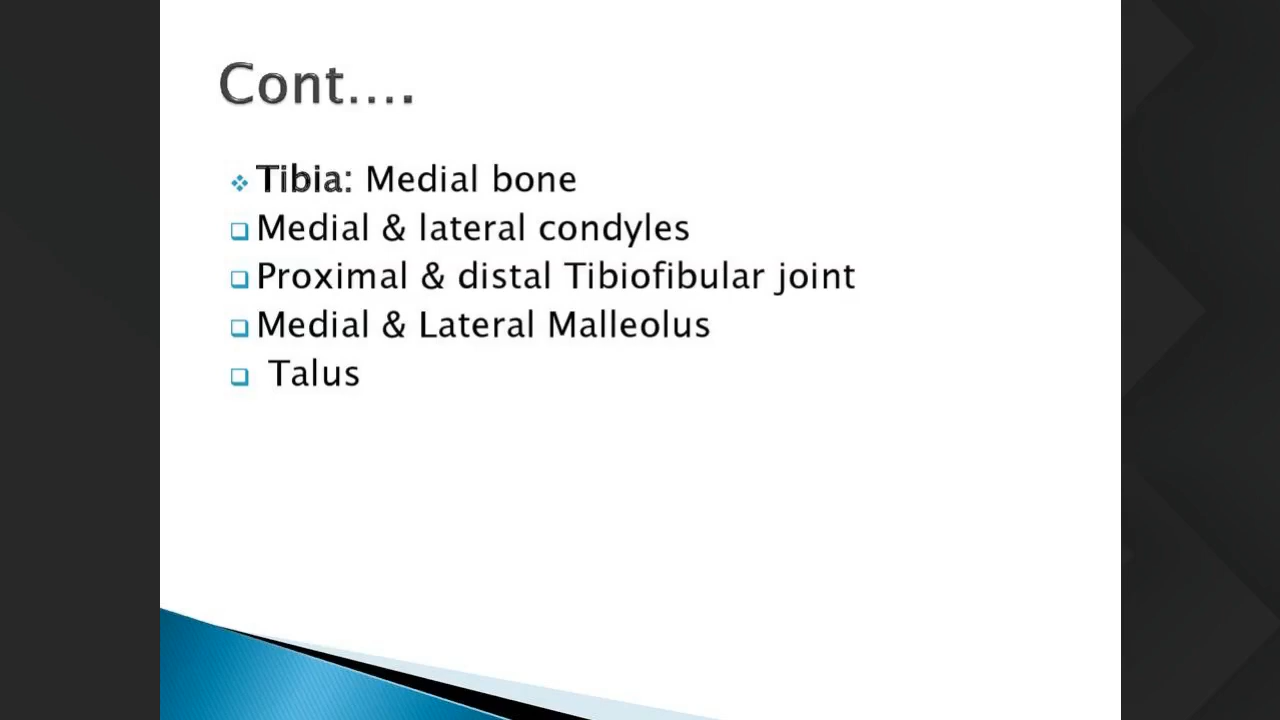 Cont....
Tibia: Medial bone
Medial & lateral condyles
Proximal & distal Tibiofibular joint
Medial & Lateral Malleolus
Talus